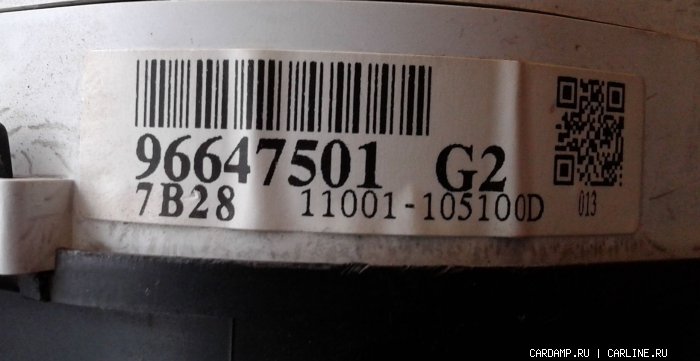 96647501 G2
7B28 11001-105100D 013
CARDAMP.RU | CARLINE.RU